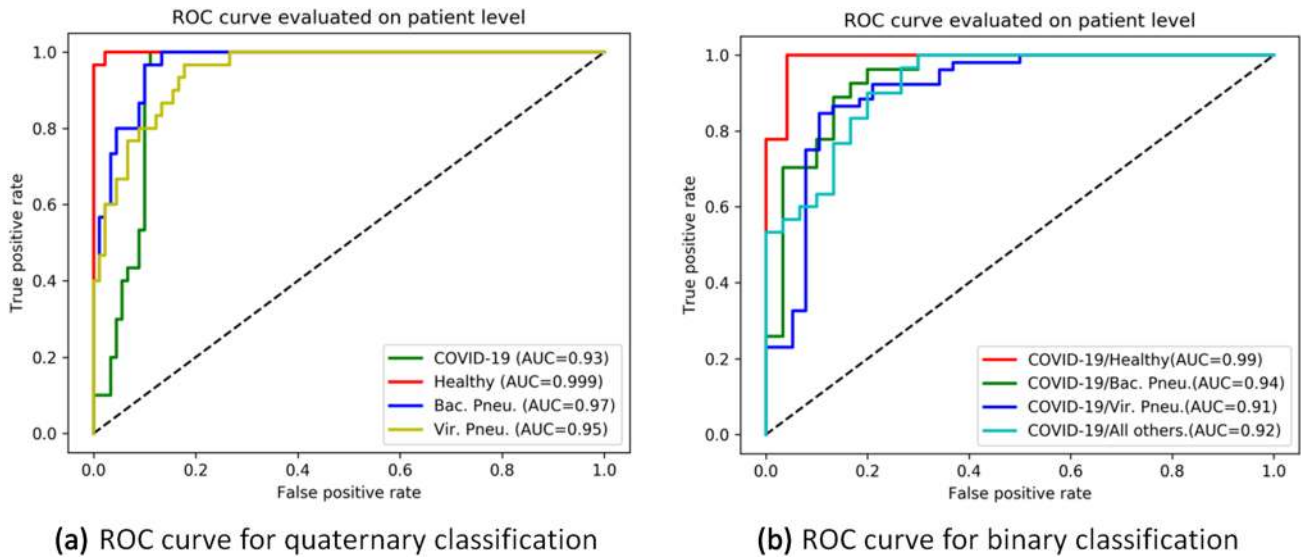 ROC curve evaluated on patient level
1.0
0.8
0.6
0.4
0.2
0.0
True positive rate
COVID-19 (AUC=0.93)
Healthy (AUC=0.999)
Bac. Pneu. (AUC=0.97)
Vir. Pneu. (AUC=0.95)
0.0 0.2 0.4 0.6 0.8 1.0
False positive rate
(a) ROC curve for quaternary classification
ROC curve evaluated on patient level
1.0
0.8
0.6
0.4
0.2
0.0
True positive rate
COVID-19/Healthy(AUC=0.99)
COVID-19/Bac. Pneu.(AUC=0.94)
COVID-19/Vir. Pneu.(AUC=0.91)
COVID-19/All others.(AUC=0.92)
0.0 0.2 0.4 0.6 0.8 1.0
False positive rate
(b) ROC curve for binary classification